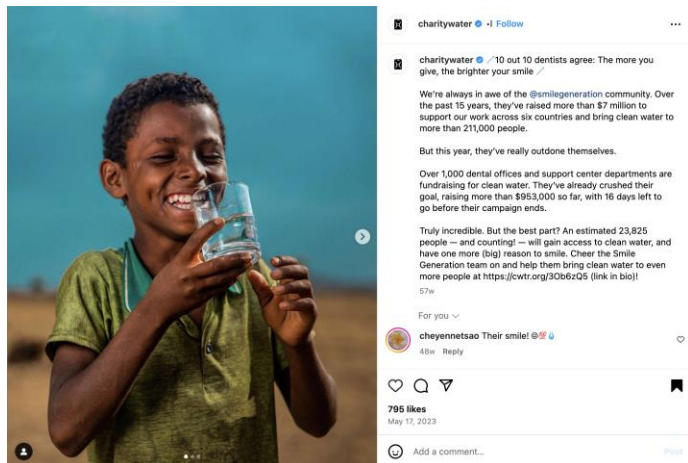 charitywater • Follow
charitywater 10 out 10 dentists agree: The more you
give, the brighter your smile
We're always in awe of the @smilegeneration community. Over
the past 15 years, they've raised more than $7 million to
support our work across six countries and bring clean water to
more than 211,000 people.
But this year, they've really outdone themselves.
Over 1,000 dental offices and support center departments are
fundraising for clean water. They've already crushed their
goal, raising more than $953,000 so far, with 16 days left to
go before their campaign ends.
Truly incredible. But the best part? An estimated 23,825
people — and counting! — will gain access to clean water, and
have one more (big) reason to smile. Cheer the Smile
Generation team on and help them bring clean water to even
more people at https://cwtr.org/3Ob6zQ5 (link in bio)!
57w
For you
cheyennetsao Their smile! 😍💯💧
48w Reply
795 likes
May 17, 2023
Add a comment...
Post